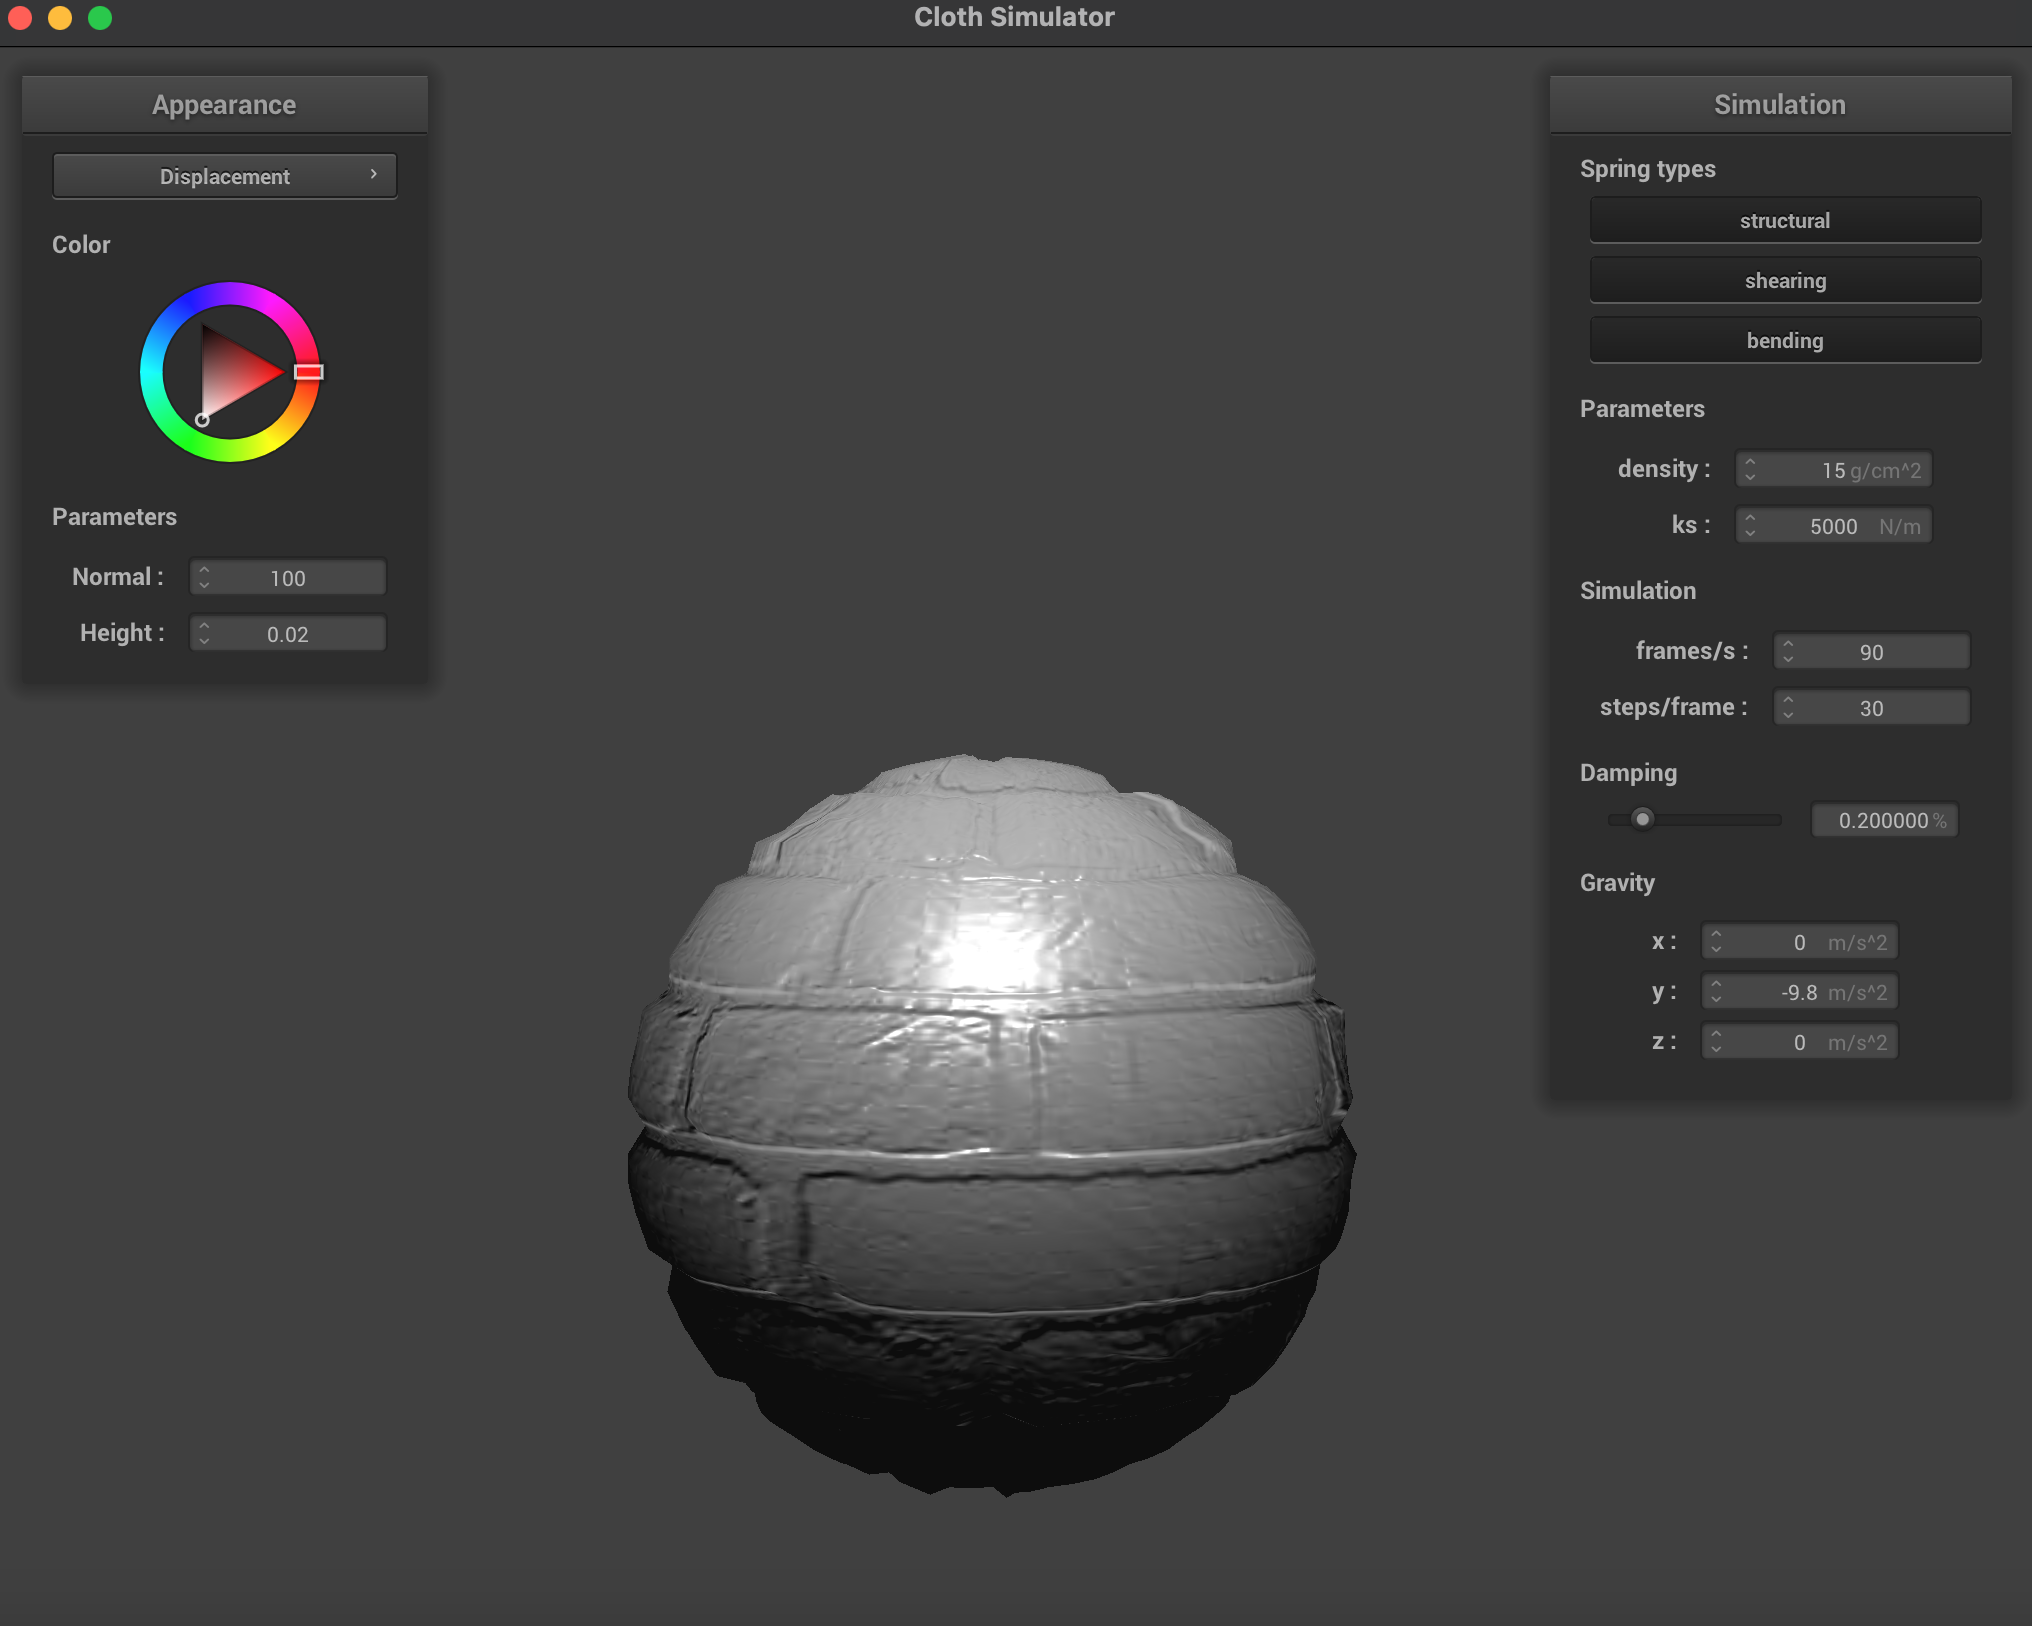 Cloth Simulator
Appearance
Displacement
Color
Parameters
Normal : 100
Height : 0.02
Simulation
Spring types
structural
shearing
bending
Parameters
density : 15 g/cm^2
ks : 5000 N/m
Simulation
frames/s : 90
steps/frame : 30
Damping
0.200000 %
Gravity
x : 0 m/s^2
y : -9.8 m/s^2
z : 0 m/s^2